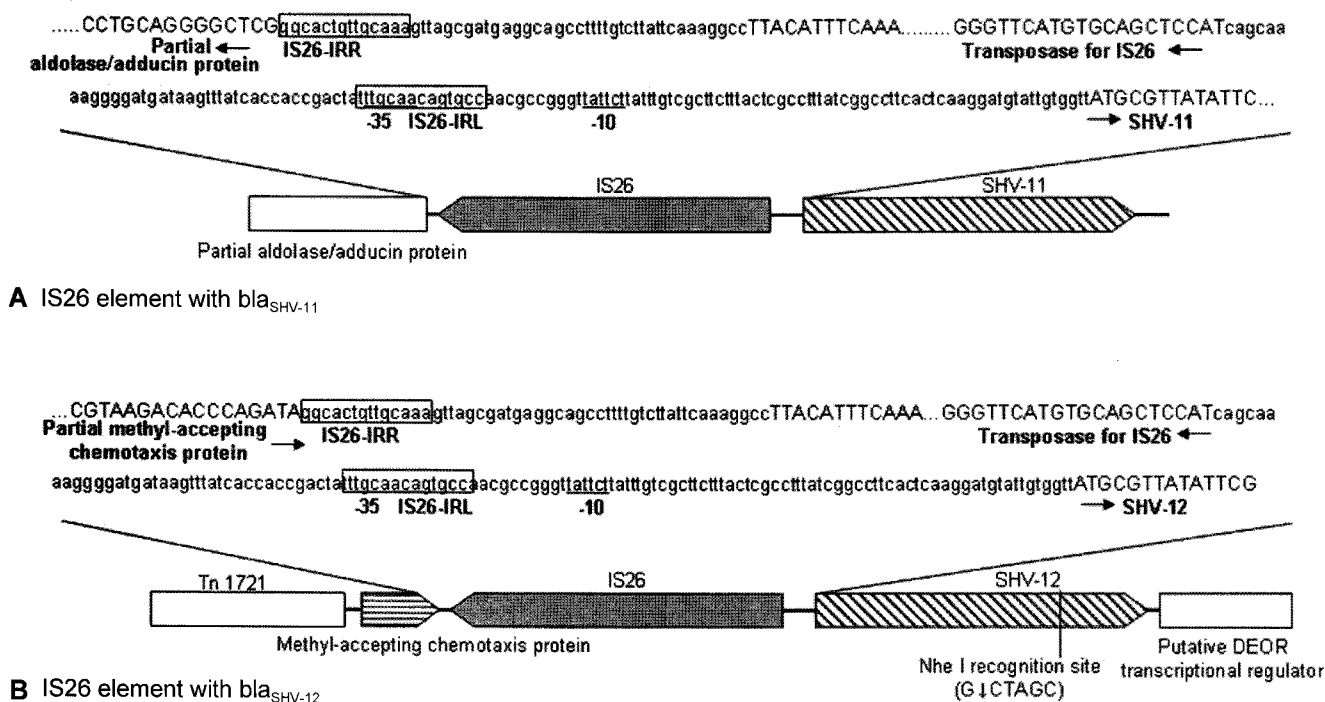 .....CCTGCAGGGGCTCGggcactgttgcaaagttagcgatgaggcagccttttgtcttattcaaaggccTTACATTTCAAA.........GGGTTCATGTGCAGCTCCATcagcaa
Partial ← IS26-IRR Transposase for IS26 ←
aldolase/adducin protein
aaggggatgataagtttatcaccaccgactatttgcaacagtgccaacgccgggttattcttatttgtcgcttctttactcgcctttatcggccttcactcaaggatgtattgtggttATGCGTTATATTC...
-35 IS26-IRL -10 → SHV-11
IS26 SHV-11
Partial aldolase/adducin protein
A IS26 element with blaSHV-11
...CGTAAGACACCCAGATAggcactgttgcaaagttagcgatgaggcagccttttgtcttattcaaaggccTTACATTTCAAA...GGGTTCATGTGCAGCTCCATcagcaa
Partial methyl-accepting → IS26-IRR Transposase for IS26 ←
chemotaxis protein
aaggggatgataagtttatcaccaccgactatttgcaacagtgccaacgccgggttattcttatttgtcgcttctttactcgcctttatcggccttcactcaaggatgtattgtggttATGCGTTATATTCG
-35 IS26-IRL -10 → SHV-12
Tn 1721 IS26 SHV-12
Methyl-accepting chemotaxis protein
Nhe I recognition site
(G↓CTAGC)
Putative DEOR
transcriptional regulator
B IS26 element with blaSHV-12